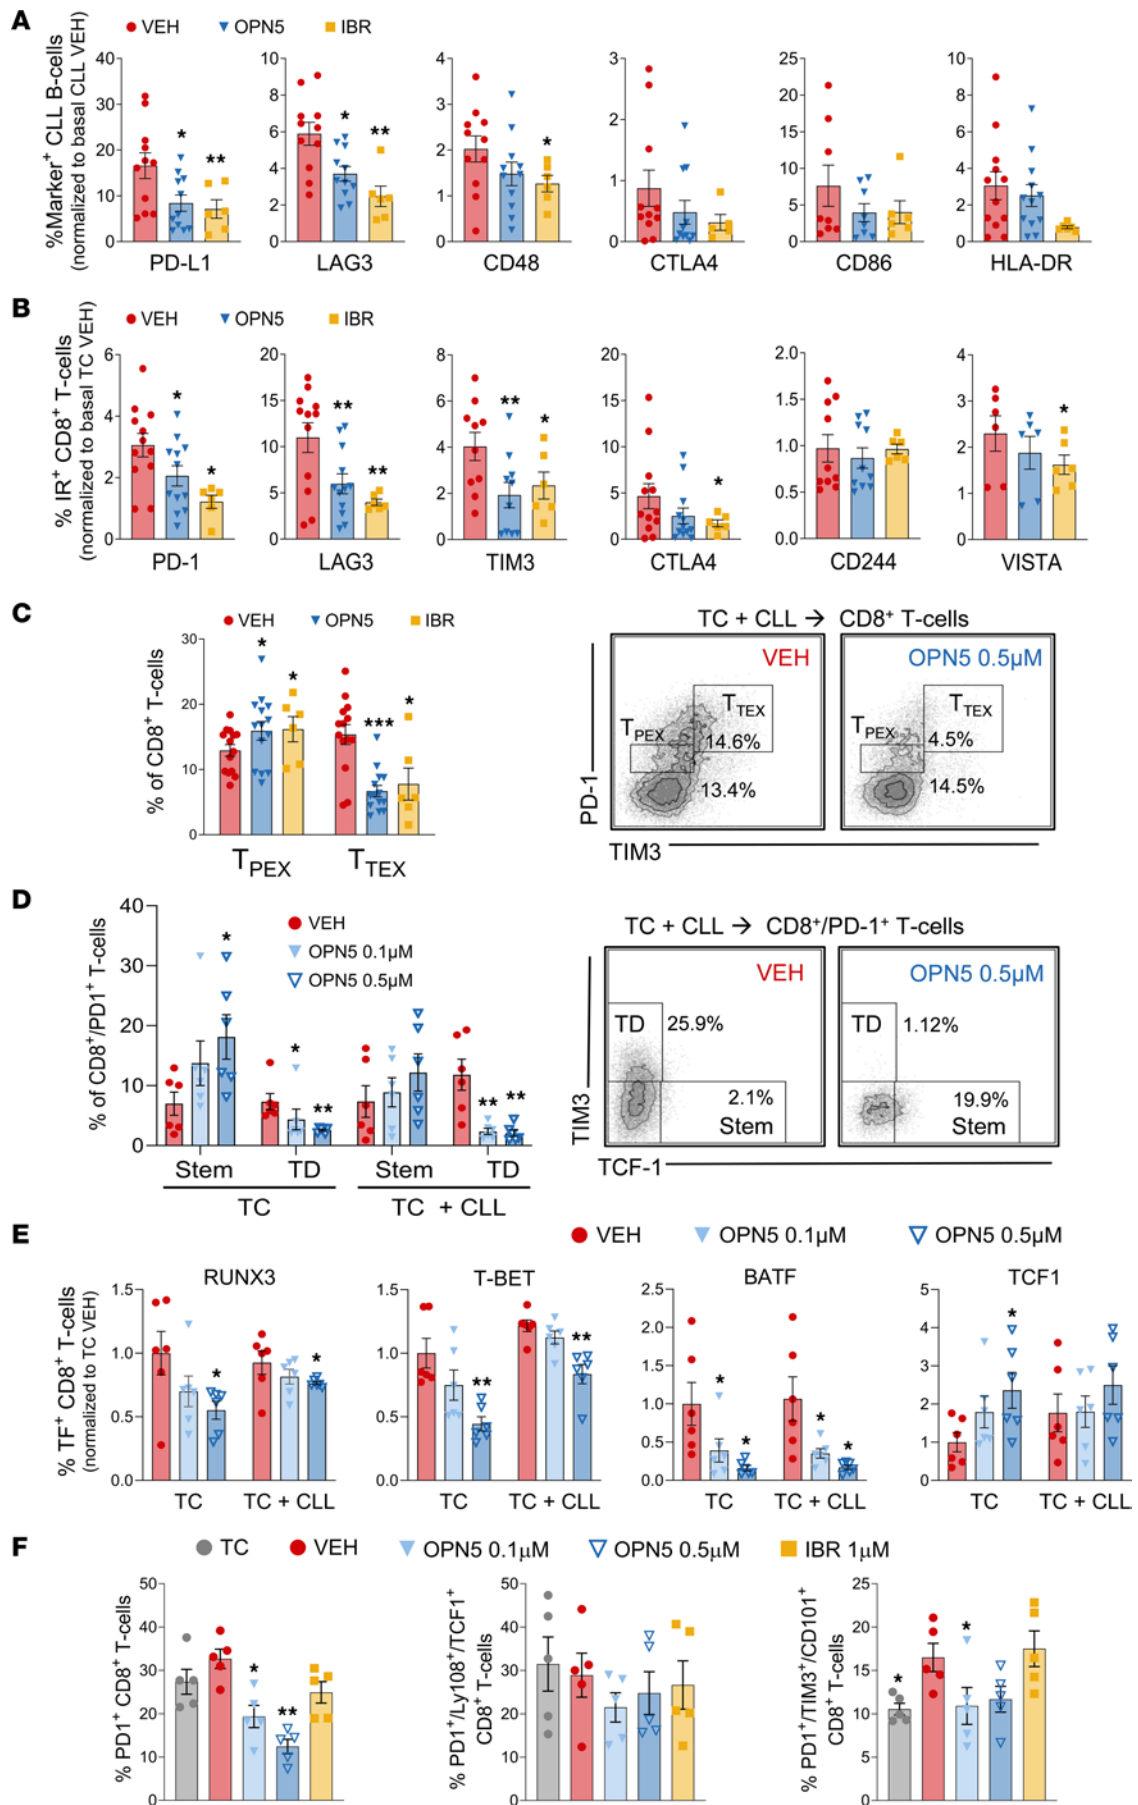 A
VEH OPN5 IBR
%Marker+ CLL B-cells
(normalized to basal CLL VEH)
40
30
20
10
0
* **
PD-L1
10
8
6
4
2
0
* **
LAG3
4
3
2
1
0
*
CD48
3
2
1
0
CTLA4
25
20
15
10
5
0
CD86
10
8
6
4
2
0
HLA-DR
B
VEH OPN5 IBR
% IR+ CD8+ T-cells
(normalized to basal TC VEH)
6
4
2
0
* *
PD-1
20
15
10
5
0
** **
LAG3
8
6
4
2
0
** *
TIM3
20
15
10
5
0
*
CTLA4
2.0
1.5
1.0
0.5
0.0
CD244
4
3
2
1
0
*
VISTA
C
VEH OPN5 IBR
% of CD8+ T-cells
30
20
10
0
* * *** *
TPEX TTEX
TC + CLL → CD8+ T-cells
VEH
TTEX
TPEX
14.6%
13.4%
OPN5 0.5µM
TTEX
TPEX
4.5%
14.5%
PD-1
TIM3
D
% of CD8+/PD1+ T-cells
40
30
20
10
0
VEH
OPN5 0.1µM
OPN5 0.5µM
* * ** ** **
Stem TD Stem TD
TC TC + CLL
TC + CLL → CD8+/PD-1+ T-cells
VEH
TD 25.9%
2.1%
Stem
OPN5 0.5µM
TD 1.12%
19.9%
Stem
TIM3
TCF-1
E
VEH OPN5 0.1µM OPN5 0.5µM
% TF+ CD8+ T-cells
(normalized to TC VEH)
RUNX3
1.5
1.0
0.5
0.0
* *
TC TC + CLL
T-BET
1.5
1.0
0.5
0.0
** **
TC TC + CLL
BATF
2.5
2.0
1.5
1.0
0.5
0.0
* * * *
TC TC + CLL
TCF1
5
4
3
2
1
0
*
TC TC + CLL
F
TC VEH OPN5 0.1µM OPN5 0.5µM IBR 1µM
% PD1+ CD8+ T-cells
50
40
30
20
10
0
* **
% PD1+/Ly108+/TCF1+
CD8+ T-cells
50
40
30
20
10
0
% PD1+/TIM3+/CD101+
CD8+ T-cells
25
20
15
10
5
0
* *